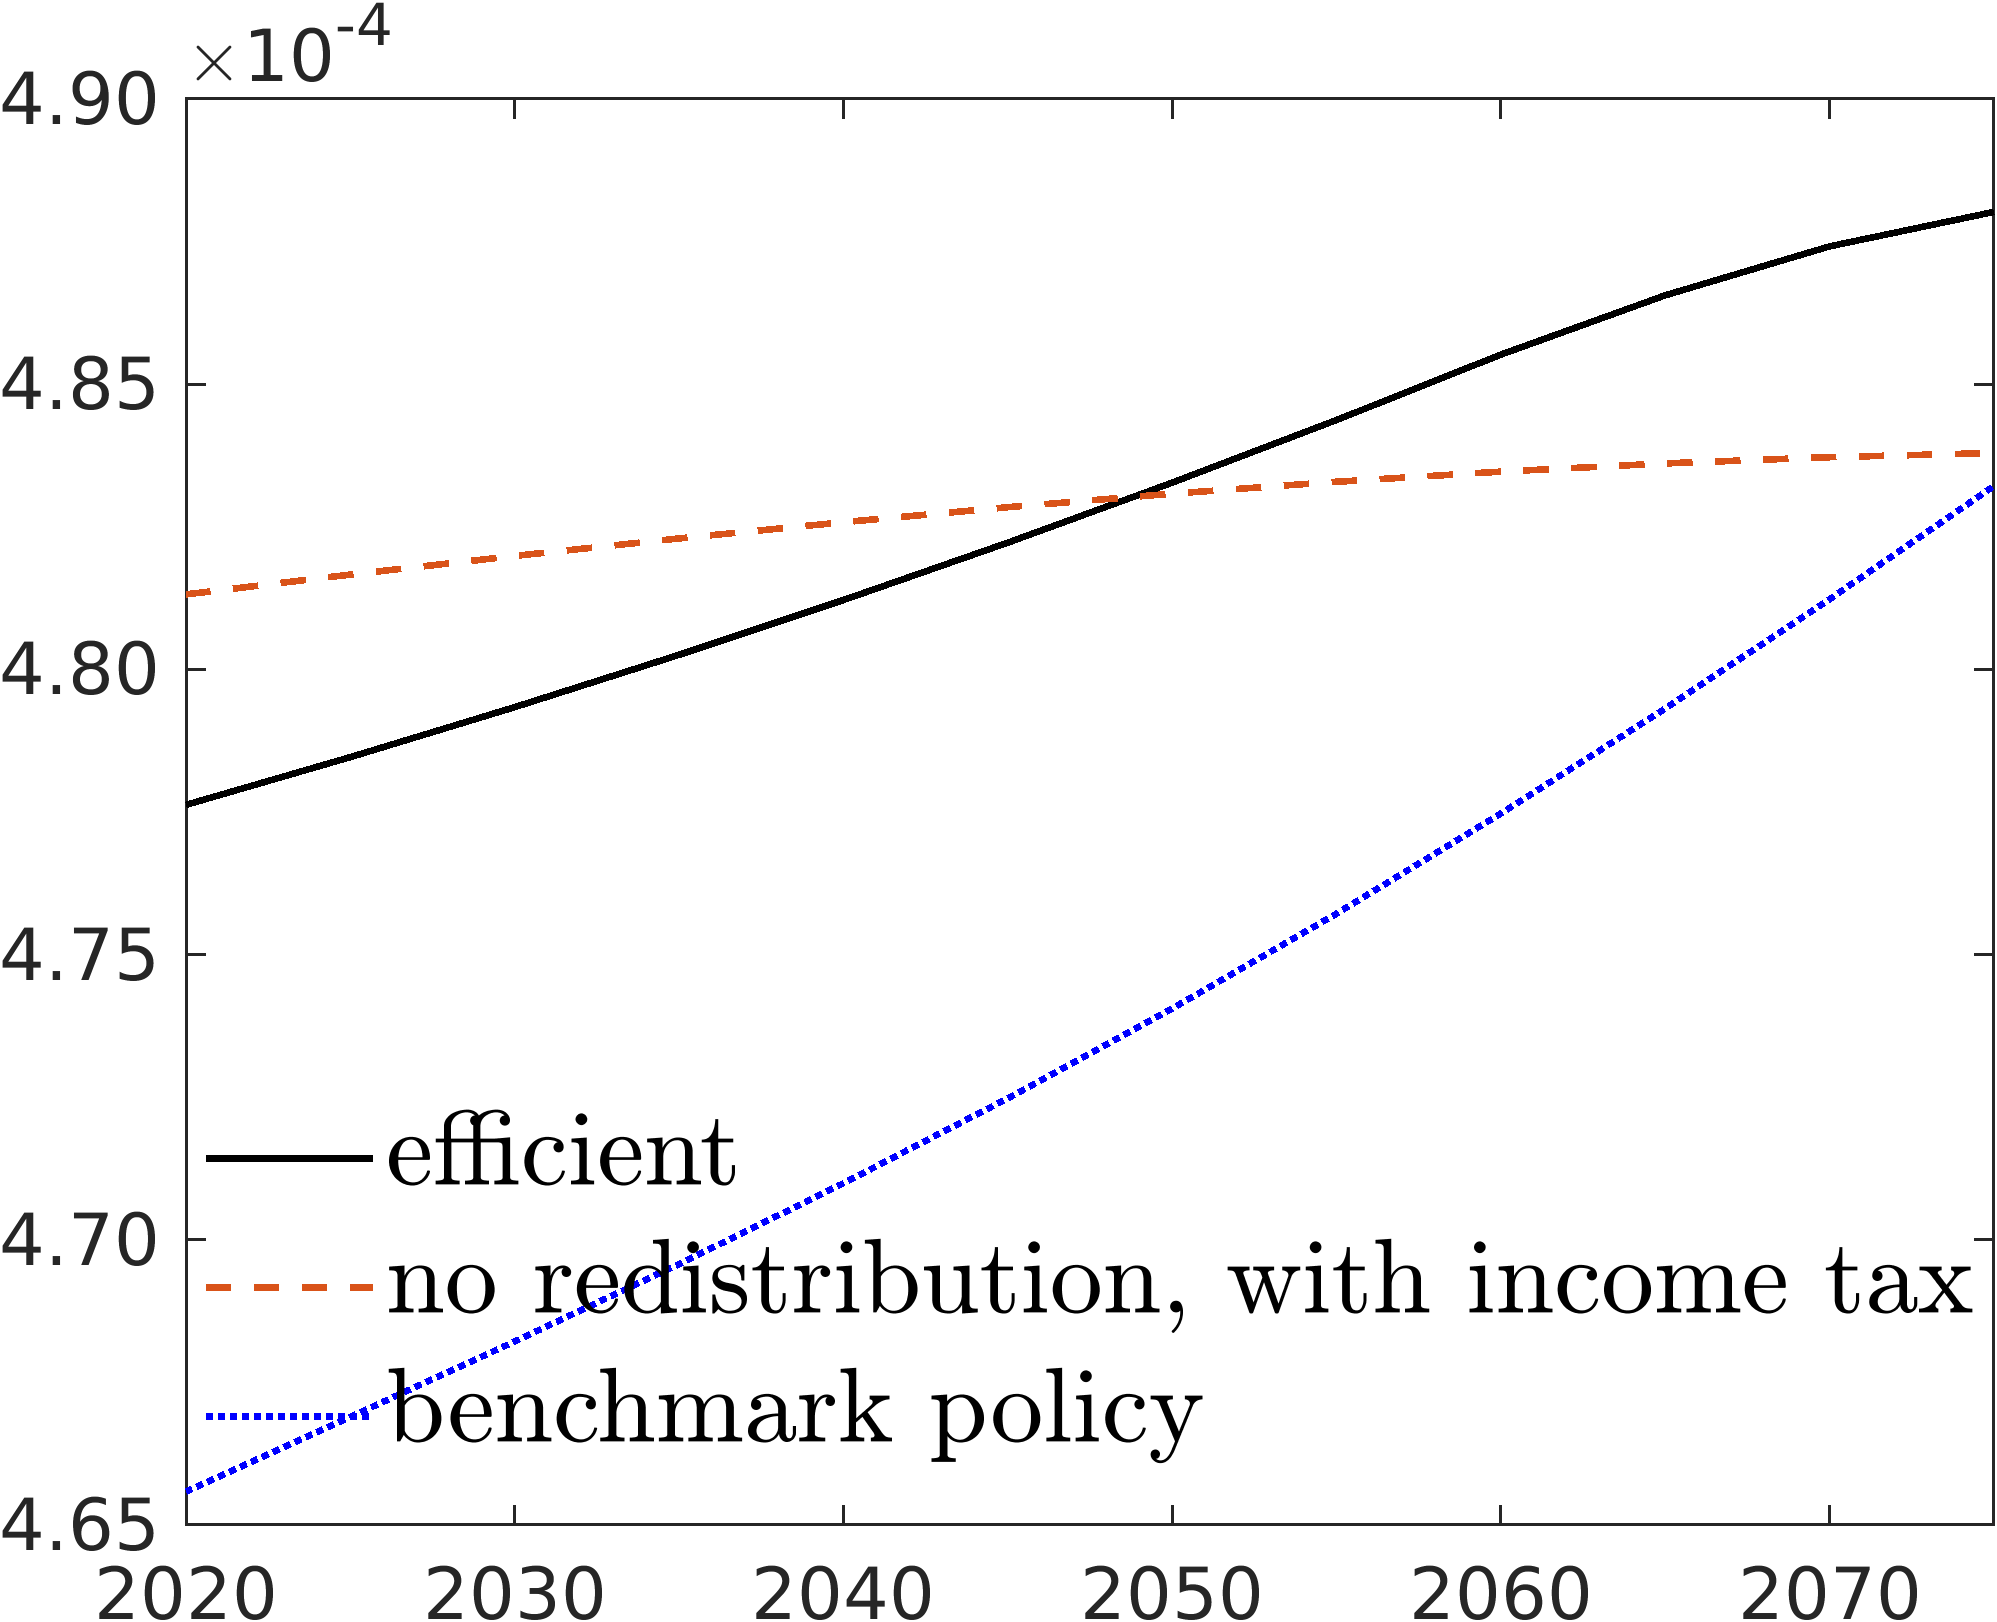 ×10-4
4.90
4.85
4.80
4.75
4.70
4.65
efficient
no redistribution, with income tax
benchmark policy
2020 2030 2040 2050 2060 2070